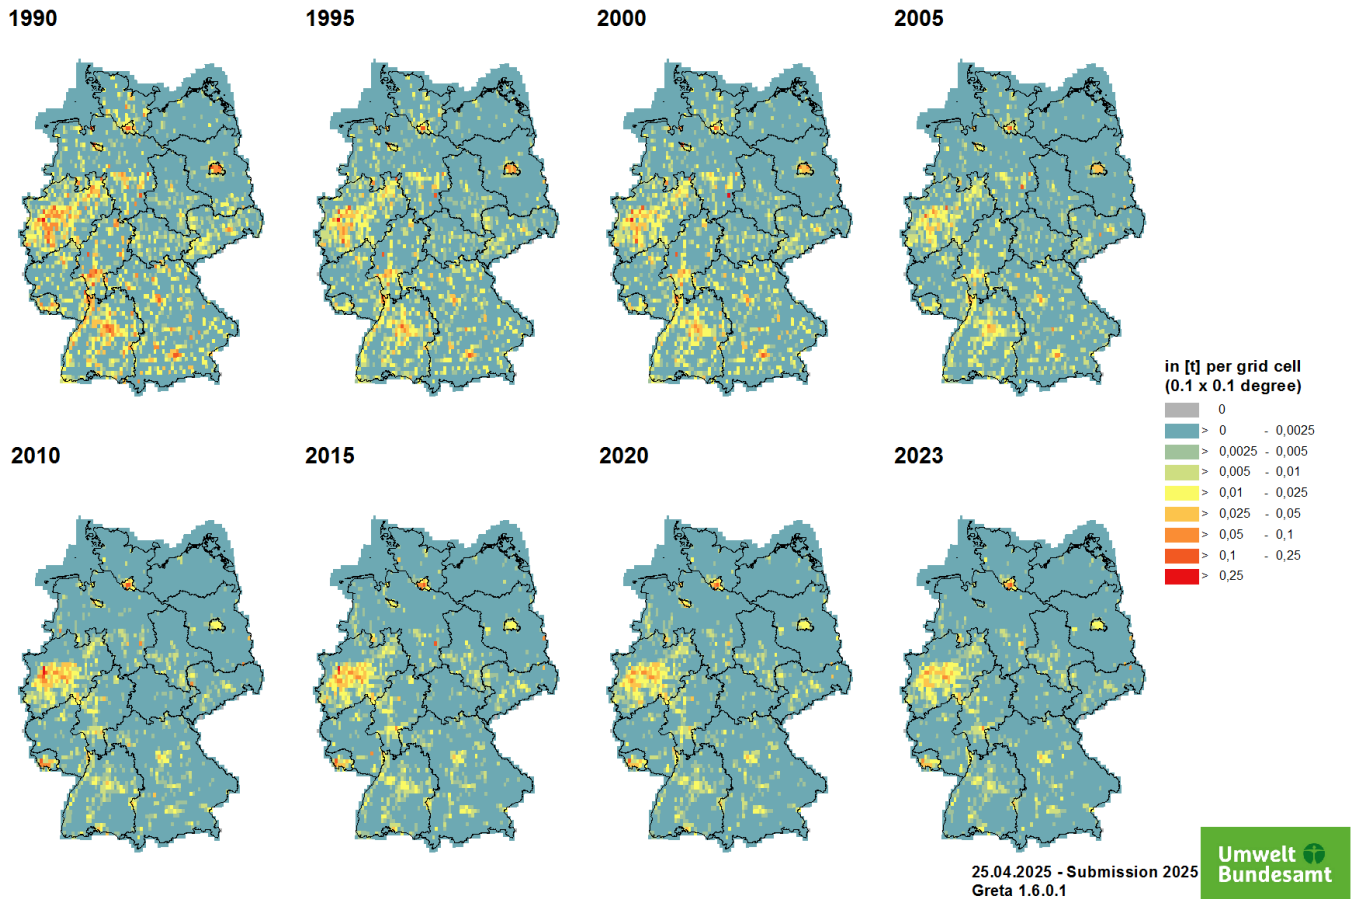 1990
1995
2000
2005
in [t] per grid cell
(0.1 x 0.1 degree)
0
> 0 - 0,0025
> 0,0025 - 0,005
> 0,005 - 0,01
> 0,01 - 0,025
> 0,025 - 0,05
> 0,05 - 0,1
> 0,1 - 0,25
> 0,25
2010
2015
2020
2023
25.04.2025 - Submission 2025
Greta 1.6.0.1
Umwelt
Bundesamt